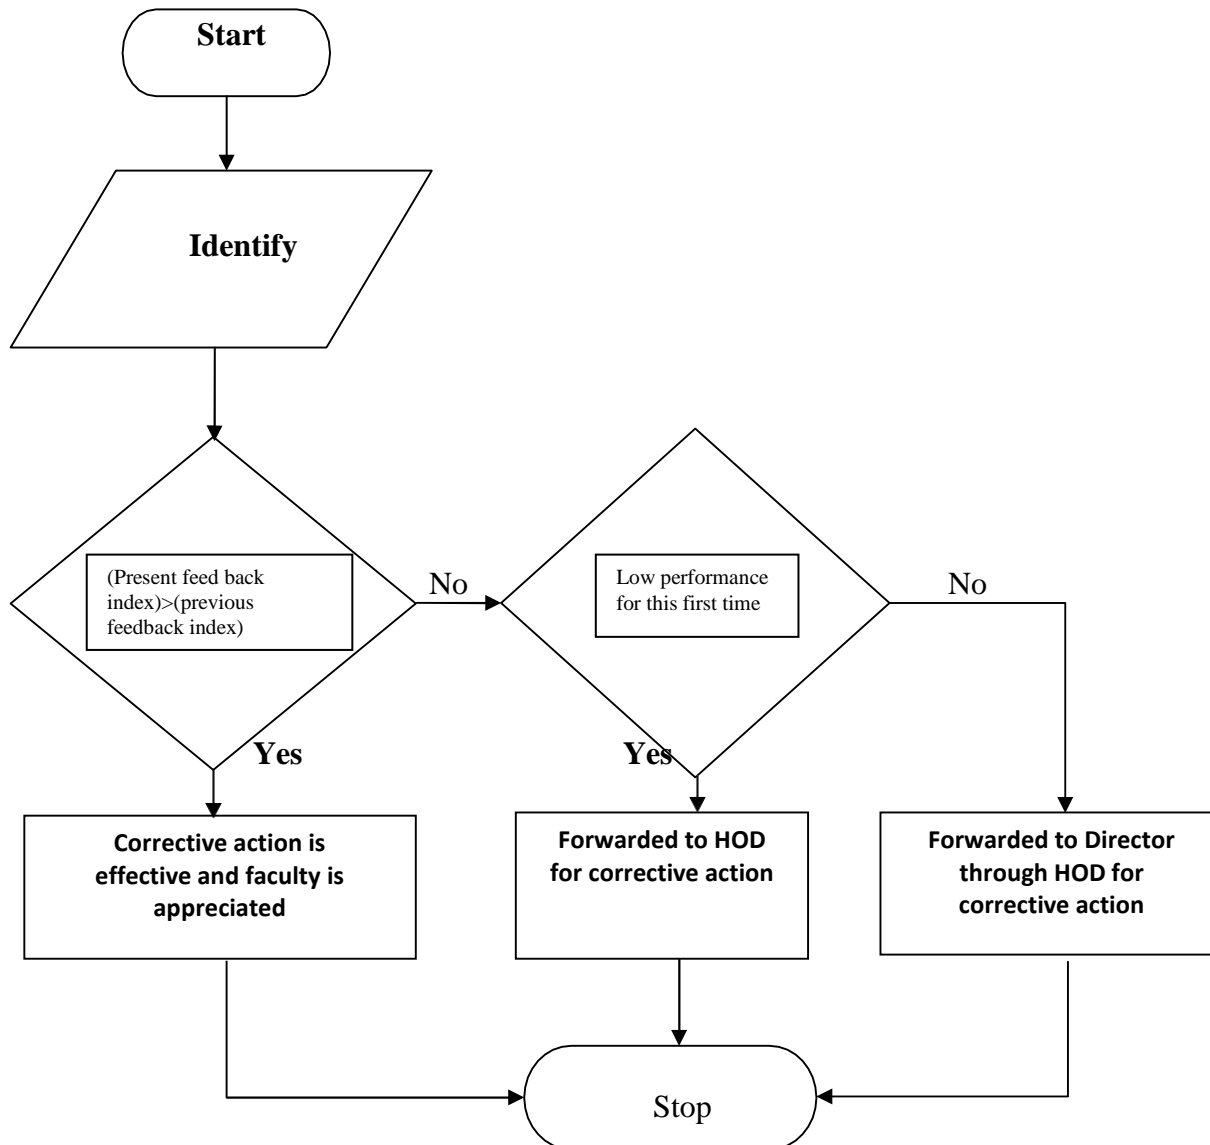 Start
Identify
(Present feed back
index)>(previous
feedback index)
No
Low performance
for this first time
No
Yes
Yes
Corrective action is
effective and faculty is
appreciated
Forwarded to HOD
for corrective action
Forwarded to Director
through HOD for
corrective action
Stop